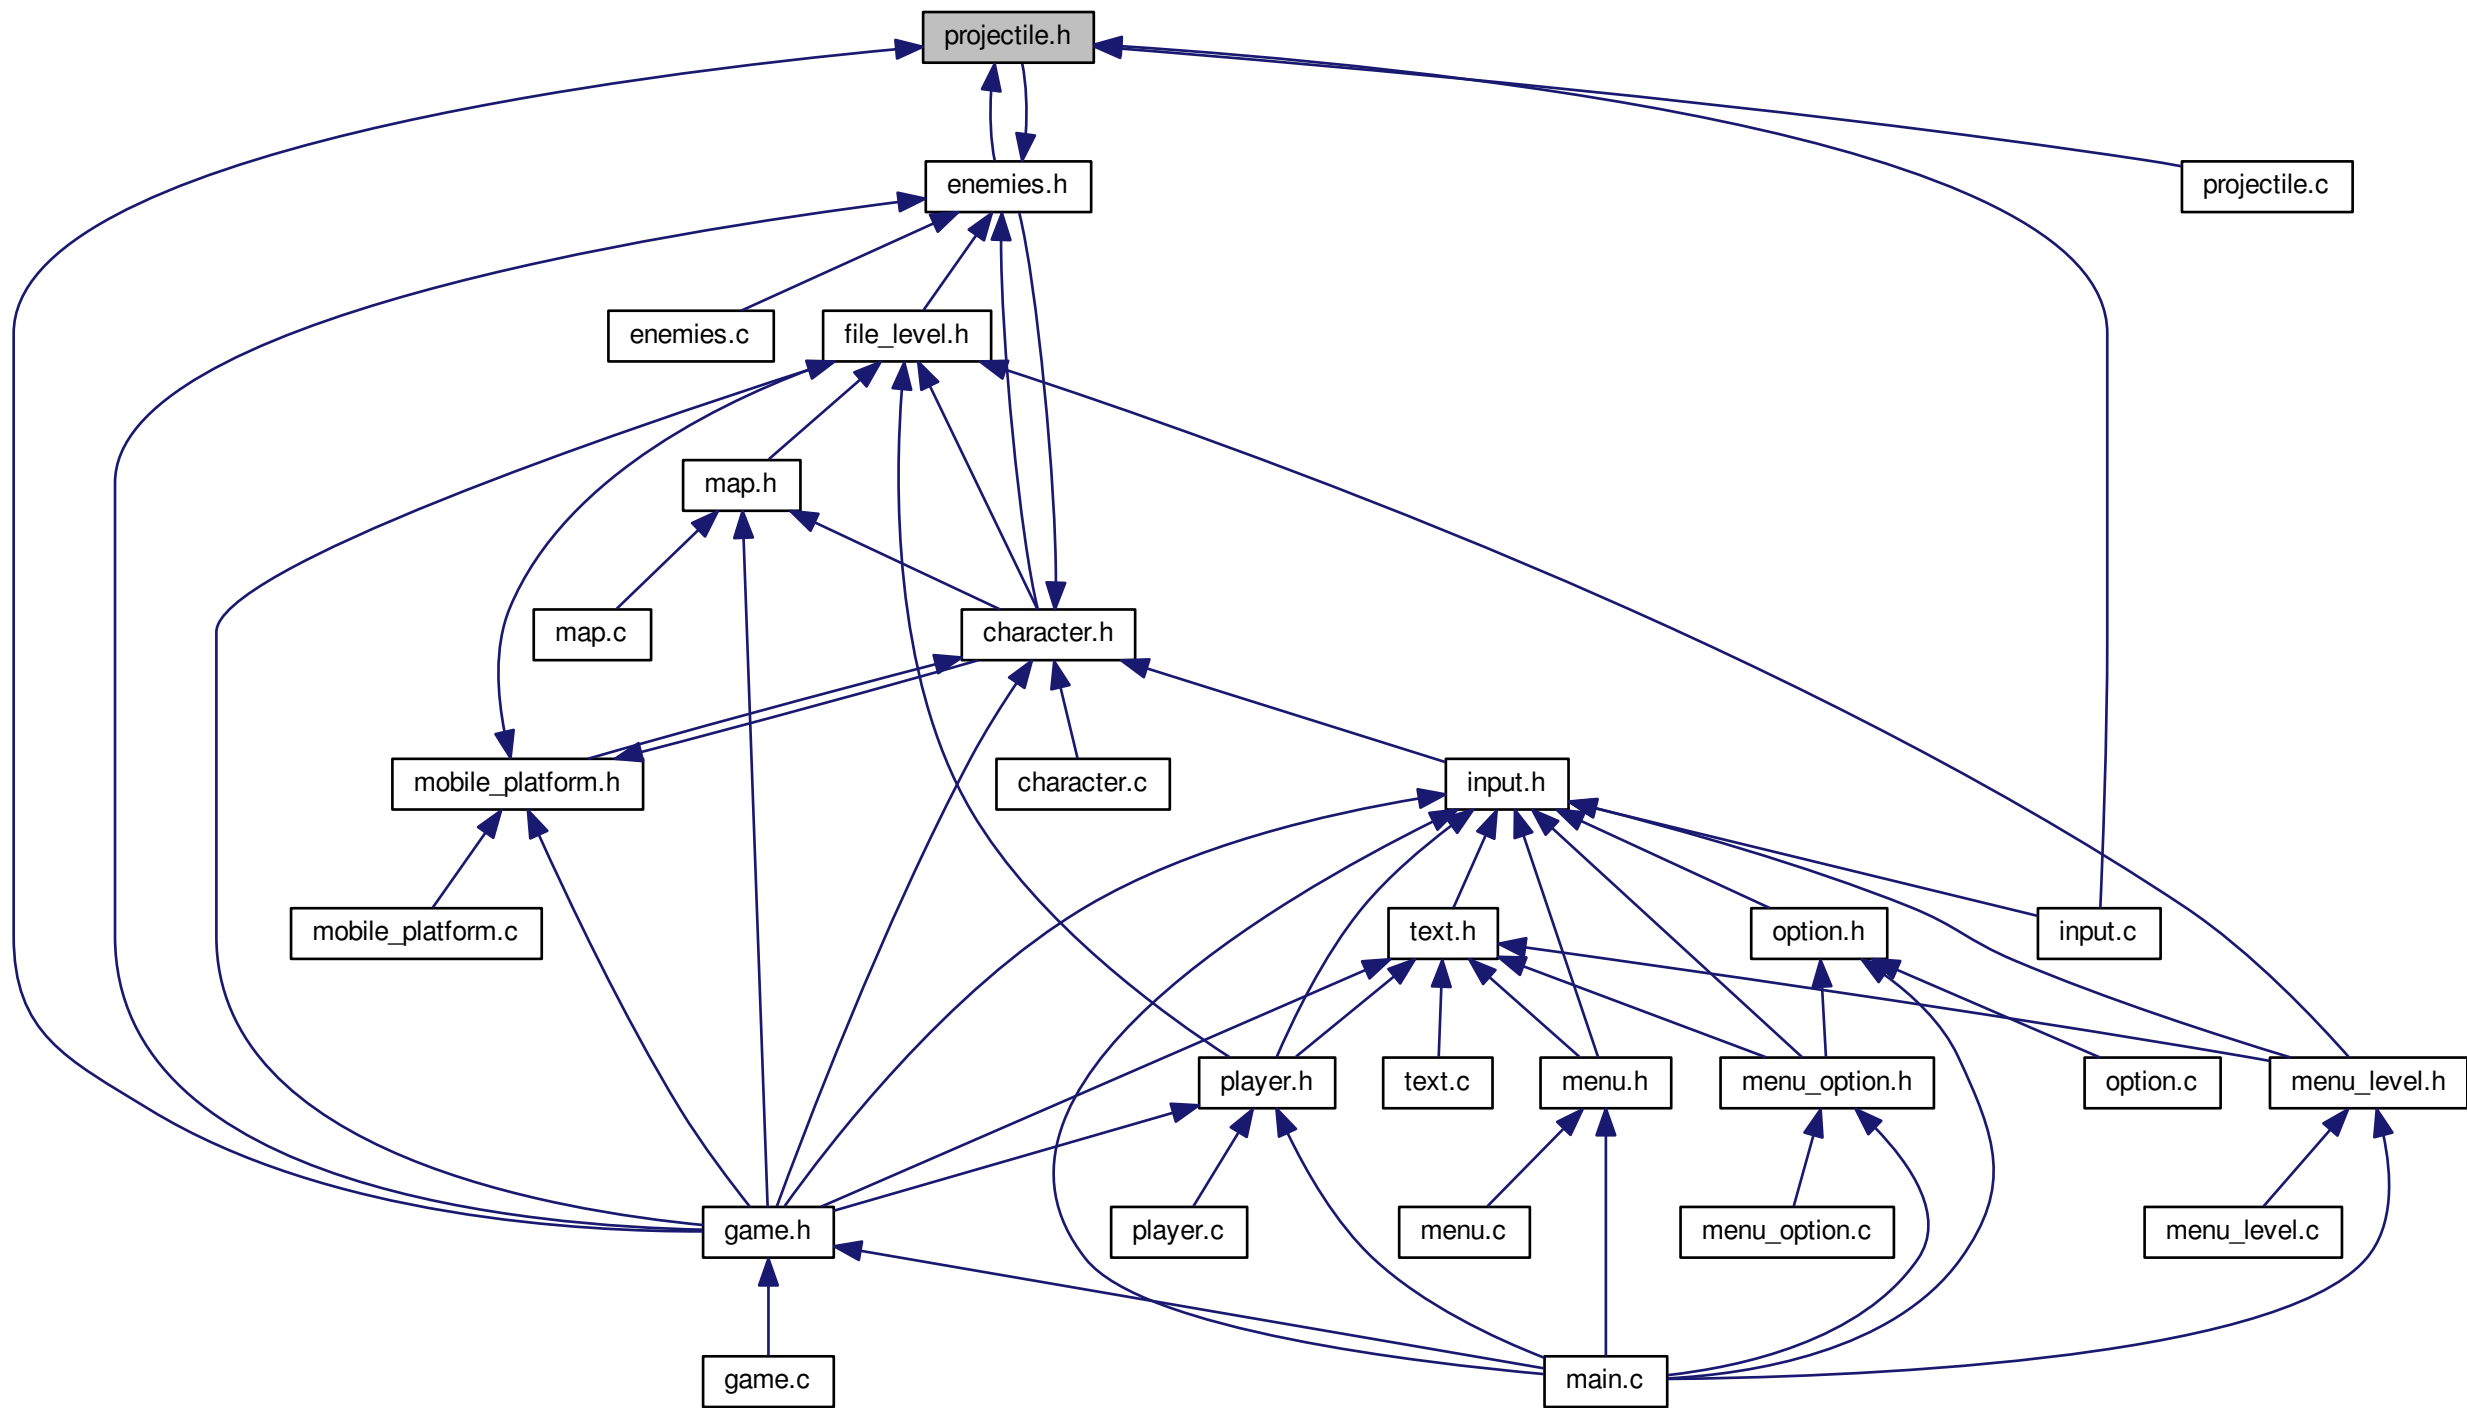 projectile.h
enemies.h
projectile.c
enemies.c
file_level.h
map.h
map.c
character.h
mobile_platform.h
character.c
input.h
mobile_platform.c
text.h
option.h
input.c
player.h
text.c
menu.h
menu_option.h
option.c
menu_level.h
game.h
player.c
menu.c
menu_option.c
menu_level.c
game.c
main.c